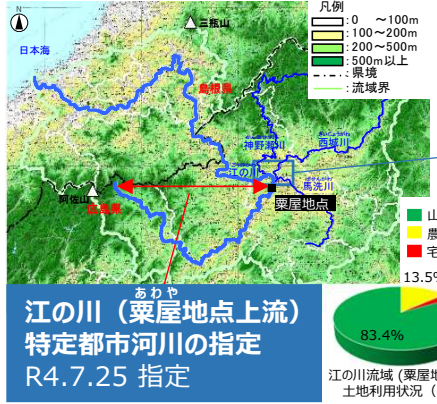 N
三瓶山
日本海
島根県
凡例
:0　～100m
:100～200m
:200～500m
:500m以上
:県境
:流域界
神野瀬川
西城川
江の川
馬洗川
阿佐山
広島県
粟屋地点
山
農
宅
13.5%
83.4%
あわや
江の川（粟屋地点上流）
特定都市河川の指定
R4.7.25 指定
江の川流域 (粟屋地
土地利用状況（